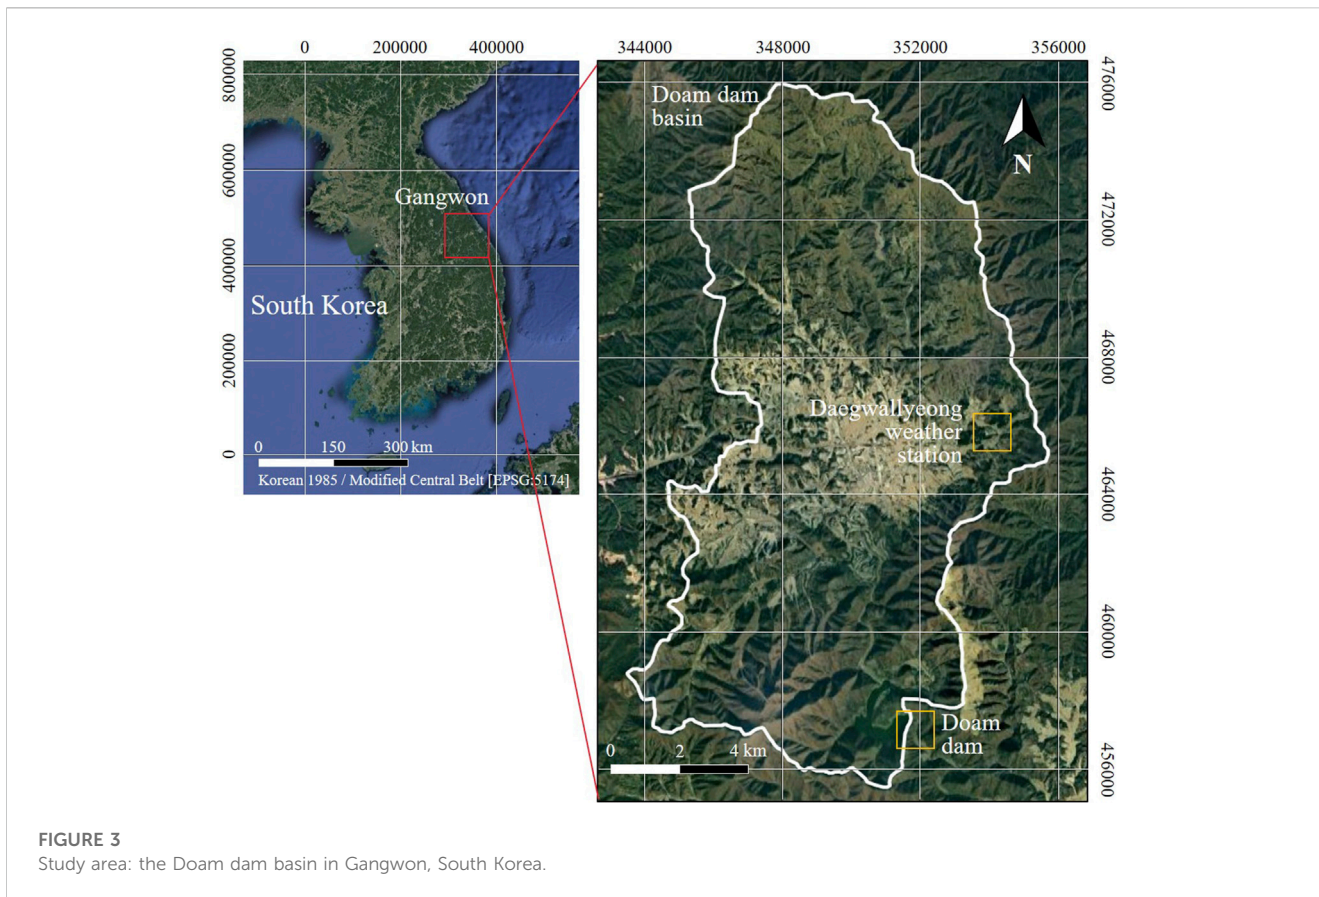 0 200000 400000
800000
600000
400000
200000
0
Gangwon
South Korea
0 150 300 km
Korean 1985 / Modified Central Belt [EPSG:5174]
344000 348000 352000 356000
476000
472000
468000
464000
460000
456000
Doam dam
basin
N
Daegwallyeong
weather
station
Doam
dam
0 2 4 km
FIGURE 3
Study area: the Doam dam basin in Gangwon, South Korea.